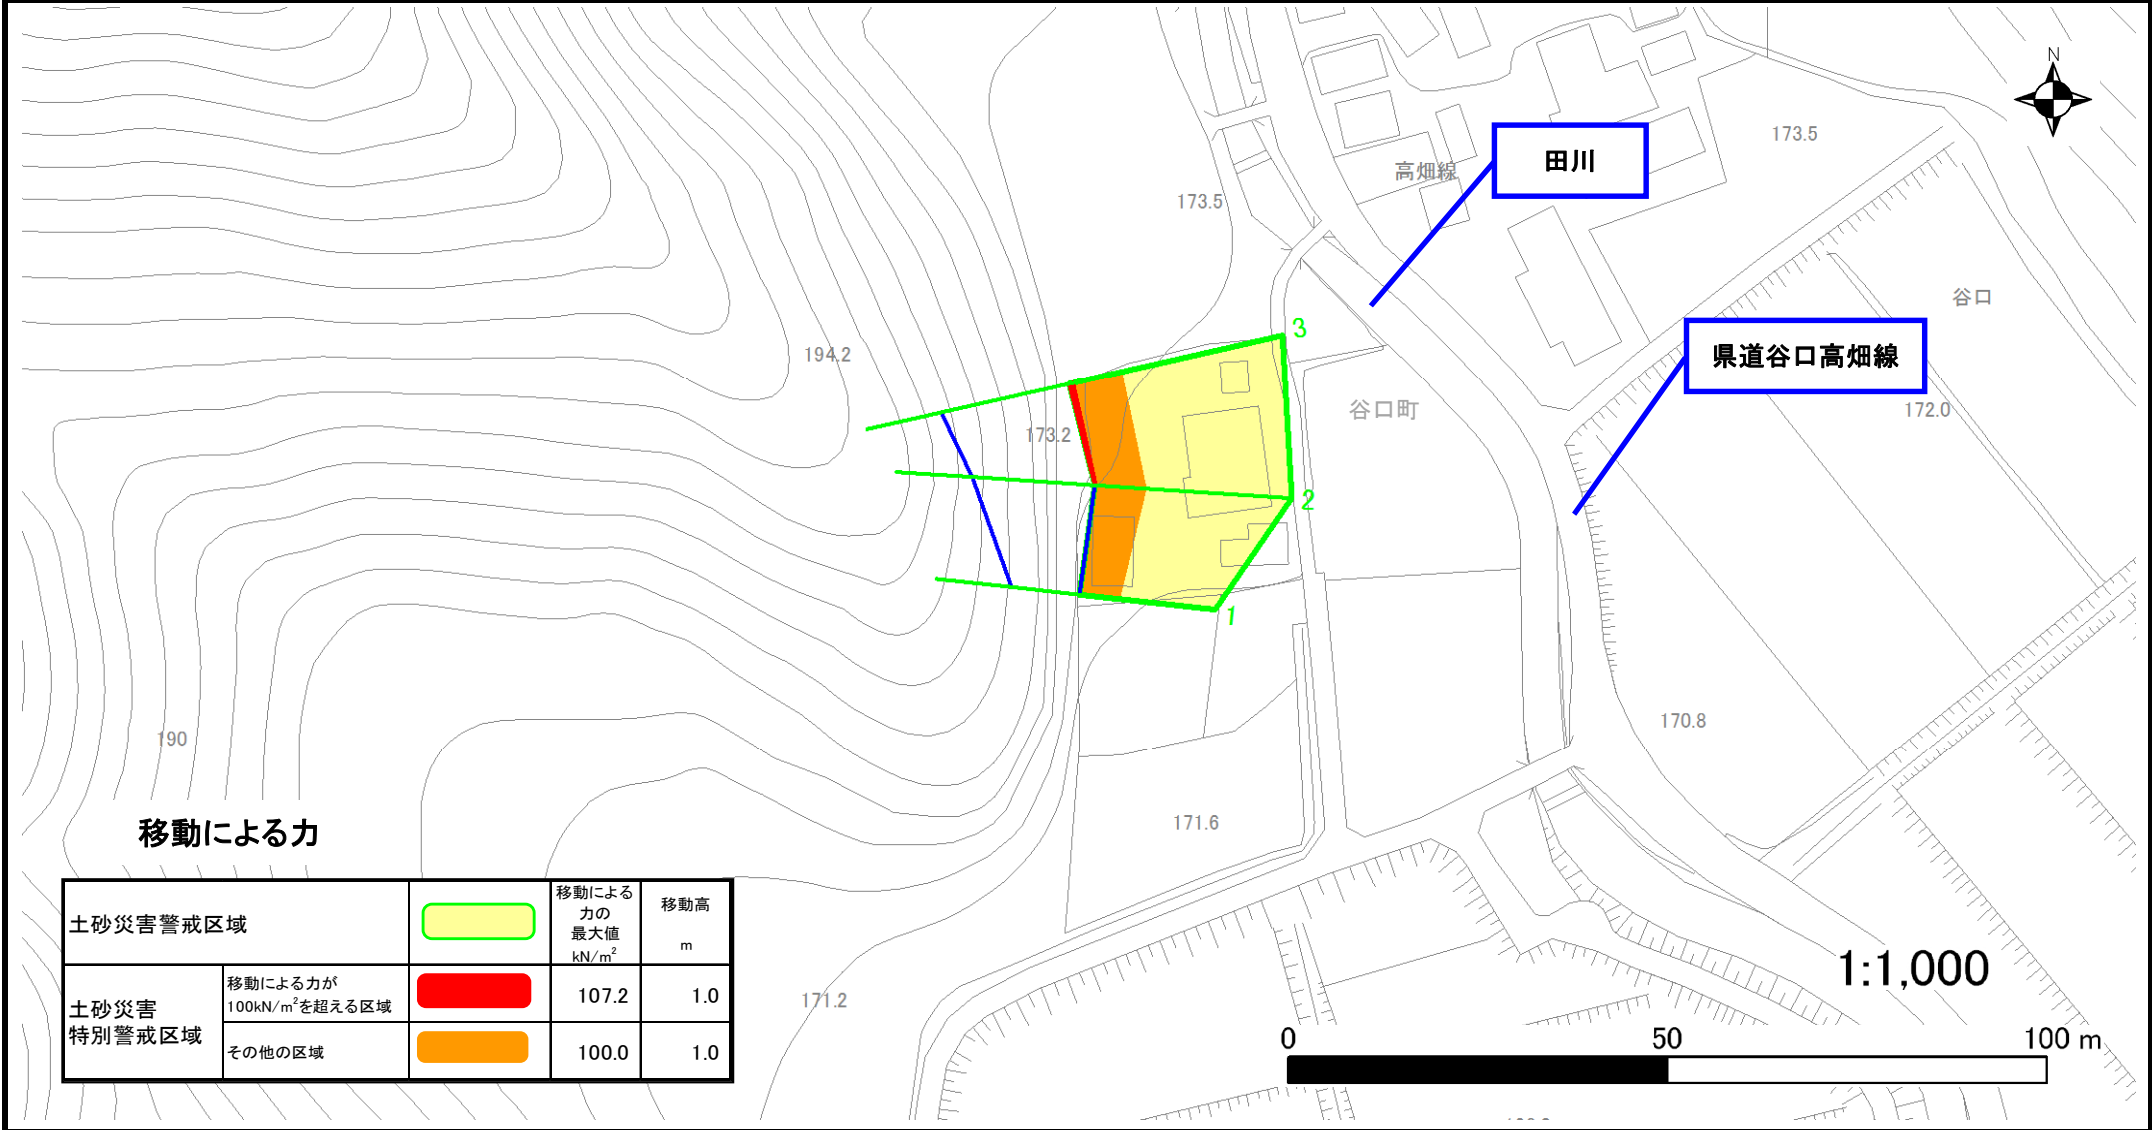 N
173.5
田川
高畑線
173.5
谷口
3
県道谷口高畑線
194.2
谷口町
172.0
173.2
2
1
170.8
190
171.6
移動による力
土砂災害警戒区域
移動による
力の
最大値
kN/m²
移動高
m
土砂災害
特別警戒区域
移動による力が
100kN/m²を超える区域
107.2
1.0
その他の区域
100.0
1.0
171.2
1:1,000
0
50
100 m